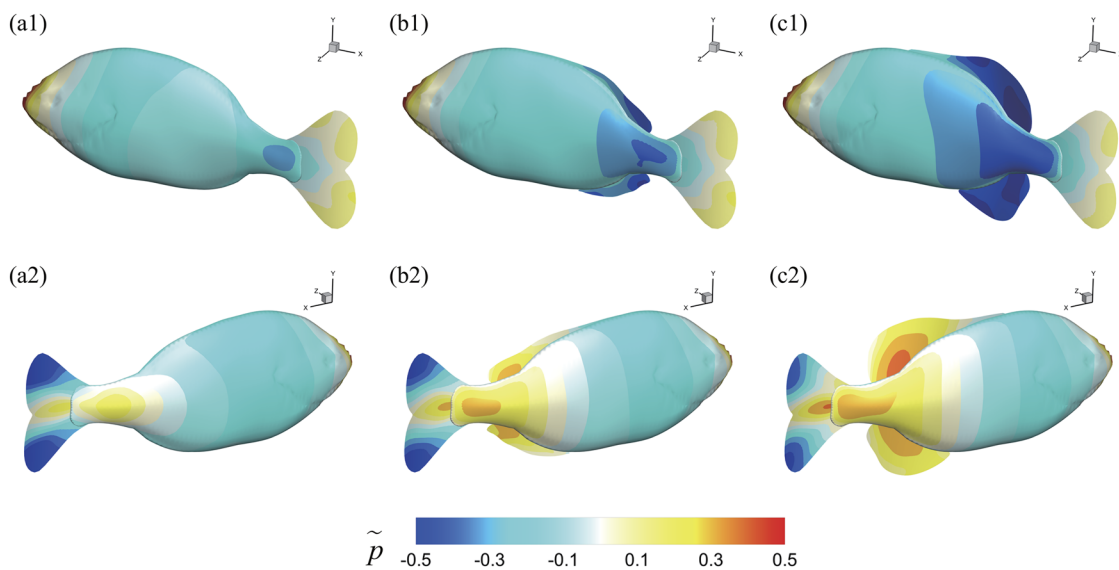 (a1)
Y
X
Z
(b1)
Y
X
Z
(c1)
Y
Z
(a2)
Y
Z
X
(b2)
Y
Z
X
(c2)
Y
Z
X
p̃
-0.5 -0.3 -0.1 0.1 0.3 0.5